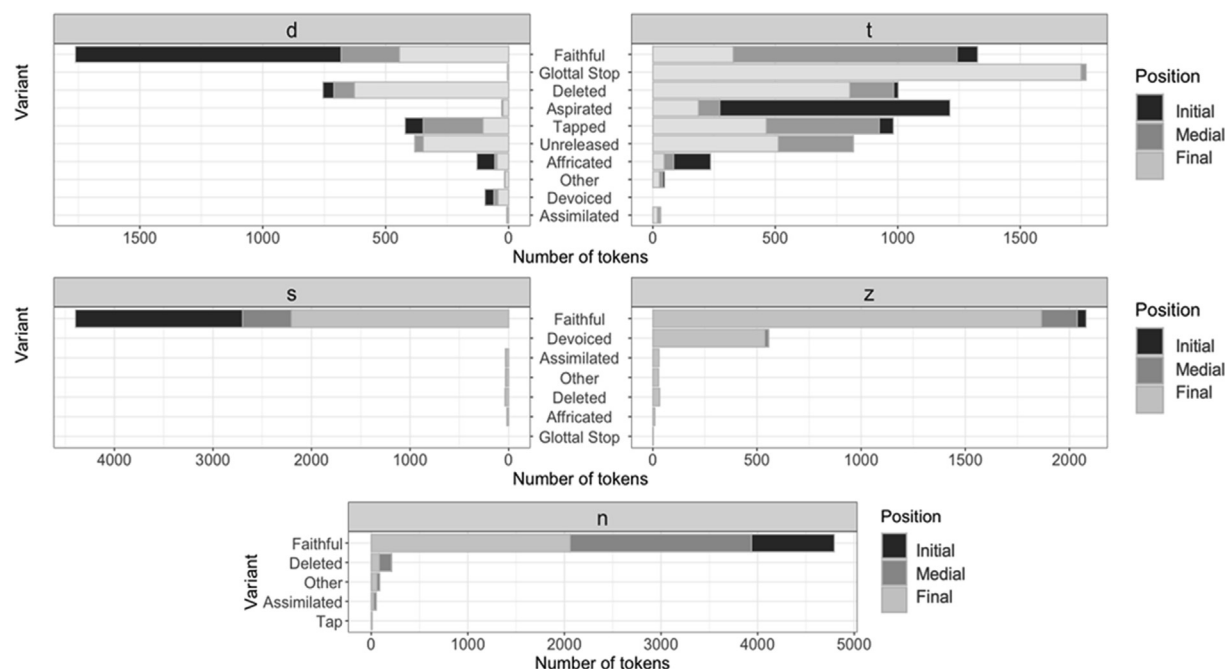 d
t
Variant
Faithful
Glottal Stop
Deleted
Aspirated
Tapped
Unreleased
Affricated
Other
Devoiced
Assimilated
Position
Initial
Medial
Final
1500 1000 500 0
0 500 1000 1500
Number of tokens
s
z
Variant
Faithful
Devoiced
Assimilated
Other
Deleted
Affricated
Glottal Stop
Position
Initial
Medial
Final
4000 3000 2000 1000 0
0 500 1000 1500 2000
Number of tokens
n
Variant
Faithful
Deleted
Other
Assimilated
Tap
Position
Initial
Medial
Final
0 1000 2000 3000 4000 5000
Number of tokens